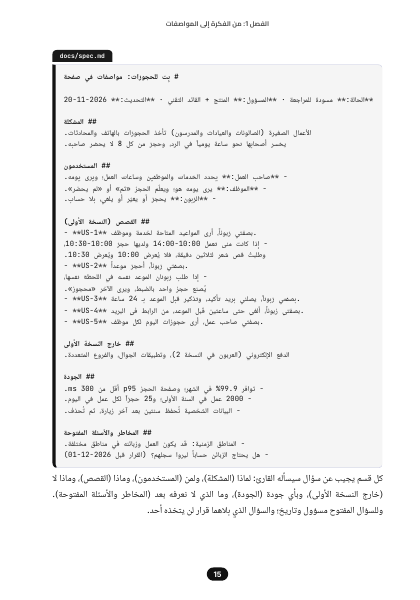 الفصل 1: من الفكرة إلى المواصفات
docs/spec.md
# بِت للحجوزات: مواصفات في صفحة
**الحالة:** مسودة للمراجعة · **المسؤول:** المنتج + القائد التقني · **التحديث:** 2026-11-20
## المشكلة
الأعمال الصغيرة (الصالونات والعيادات والمدرسون) تأخذ الحجوزات بالهاتف والمحادثات.
يخسر أصحابها نحو ساعة يومياً في الرد، وحجز من كل 8 لا يحضر صاحبه.
## المستخدمون
- **صاحب العمل:** يحدد الخدمات والموظفين وساعات العمل؛ ويرى يومه.
- **الموظف:** يرى يومه هو؛ ويعلّم الحجز «تم» أو «لم يحضر».
- **الزبون:** يحجز أو يغيّر أو يلغي، بلا حساب.
## القصص (النسخة الأولى)
- **US-1** بصفتي زبوناً، أرى المواعيد المتاحة لخدمة وموظف.
- إذا كانت منى تعمل 10:00-14:00 ولديها حجز 10:00-10:30،
وطُلبت قص شعر لثلاثين دقيقة، فلا يُعرض 10:00 ويُعرض 10:30.
- **US-2** بصفتي زبوناً، أحجز موعداً.
- إذا طلب زبونان الموعد نفسه في اللحظة نفسها،
يُصنع حجز واحد بالضبط، ويرى الآخر «محجوز».
- **US-3** بصفتي زبوناً، يصلني بريد تأكيد، وتذكير قبل الموعد بـ 24 ساعة.
- **US-4** بصفتي زبوناً، ألغي حتى ساعتين قبل الموعد، من الرابط في البريد.
- **US-5** بصفتي صاحب عمل، أرى حجوزات اليوم لكل موظف.
## خارج النسخة الأولى
الدفع الإلكتروني (العربون في النسخة 2)، وتطبيقات الجوال، والفروع المتعددة.
## الجودة
- توافر 99.9% في الشهر؛ وصفحة الحجز p95 أقل من 300 ms.
- 2000 عمل في السنة الأولى؛ و25 حجزاً لكل عمل في اليوم.
- البيانات الشخصية تُحفظ سنتين بعد آخر زيارة، ثم تُحذف.
## المخاطر والأسئلة المفتوحة
- المناطق الزمنية: قد يكون العمل وزبائنه في مناطق مختلفة.
- هل يحتاج الزبائن حساباً ليروا سجلهم؟ (القرار قبل 2026-12-01)
كل قسم يجيب عن سؤال سيسأله القارئ: لماذا (المشكلة)، ولمن (المستخدمون)، وماذا (القصص)، وماذا لا
(خارج النسخة الأولى)، وبأي جودة (الجودة)، وما الذي لا نعرفه بعد (المخاطر والأسئلة المفتوحة).
وللسؤال المفتوح مسؤول وتاريخ؛ والسؤال الذي بلاهما قرار لن يتخذه أحد.
15